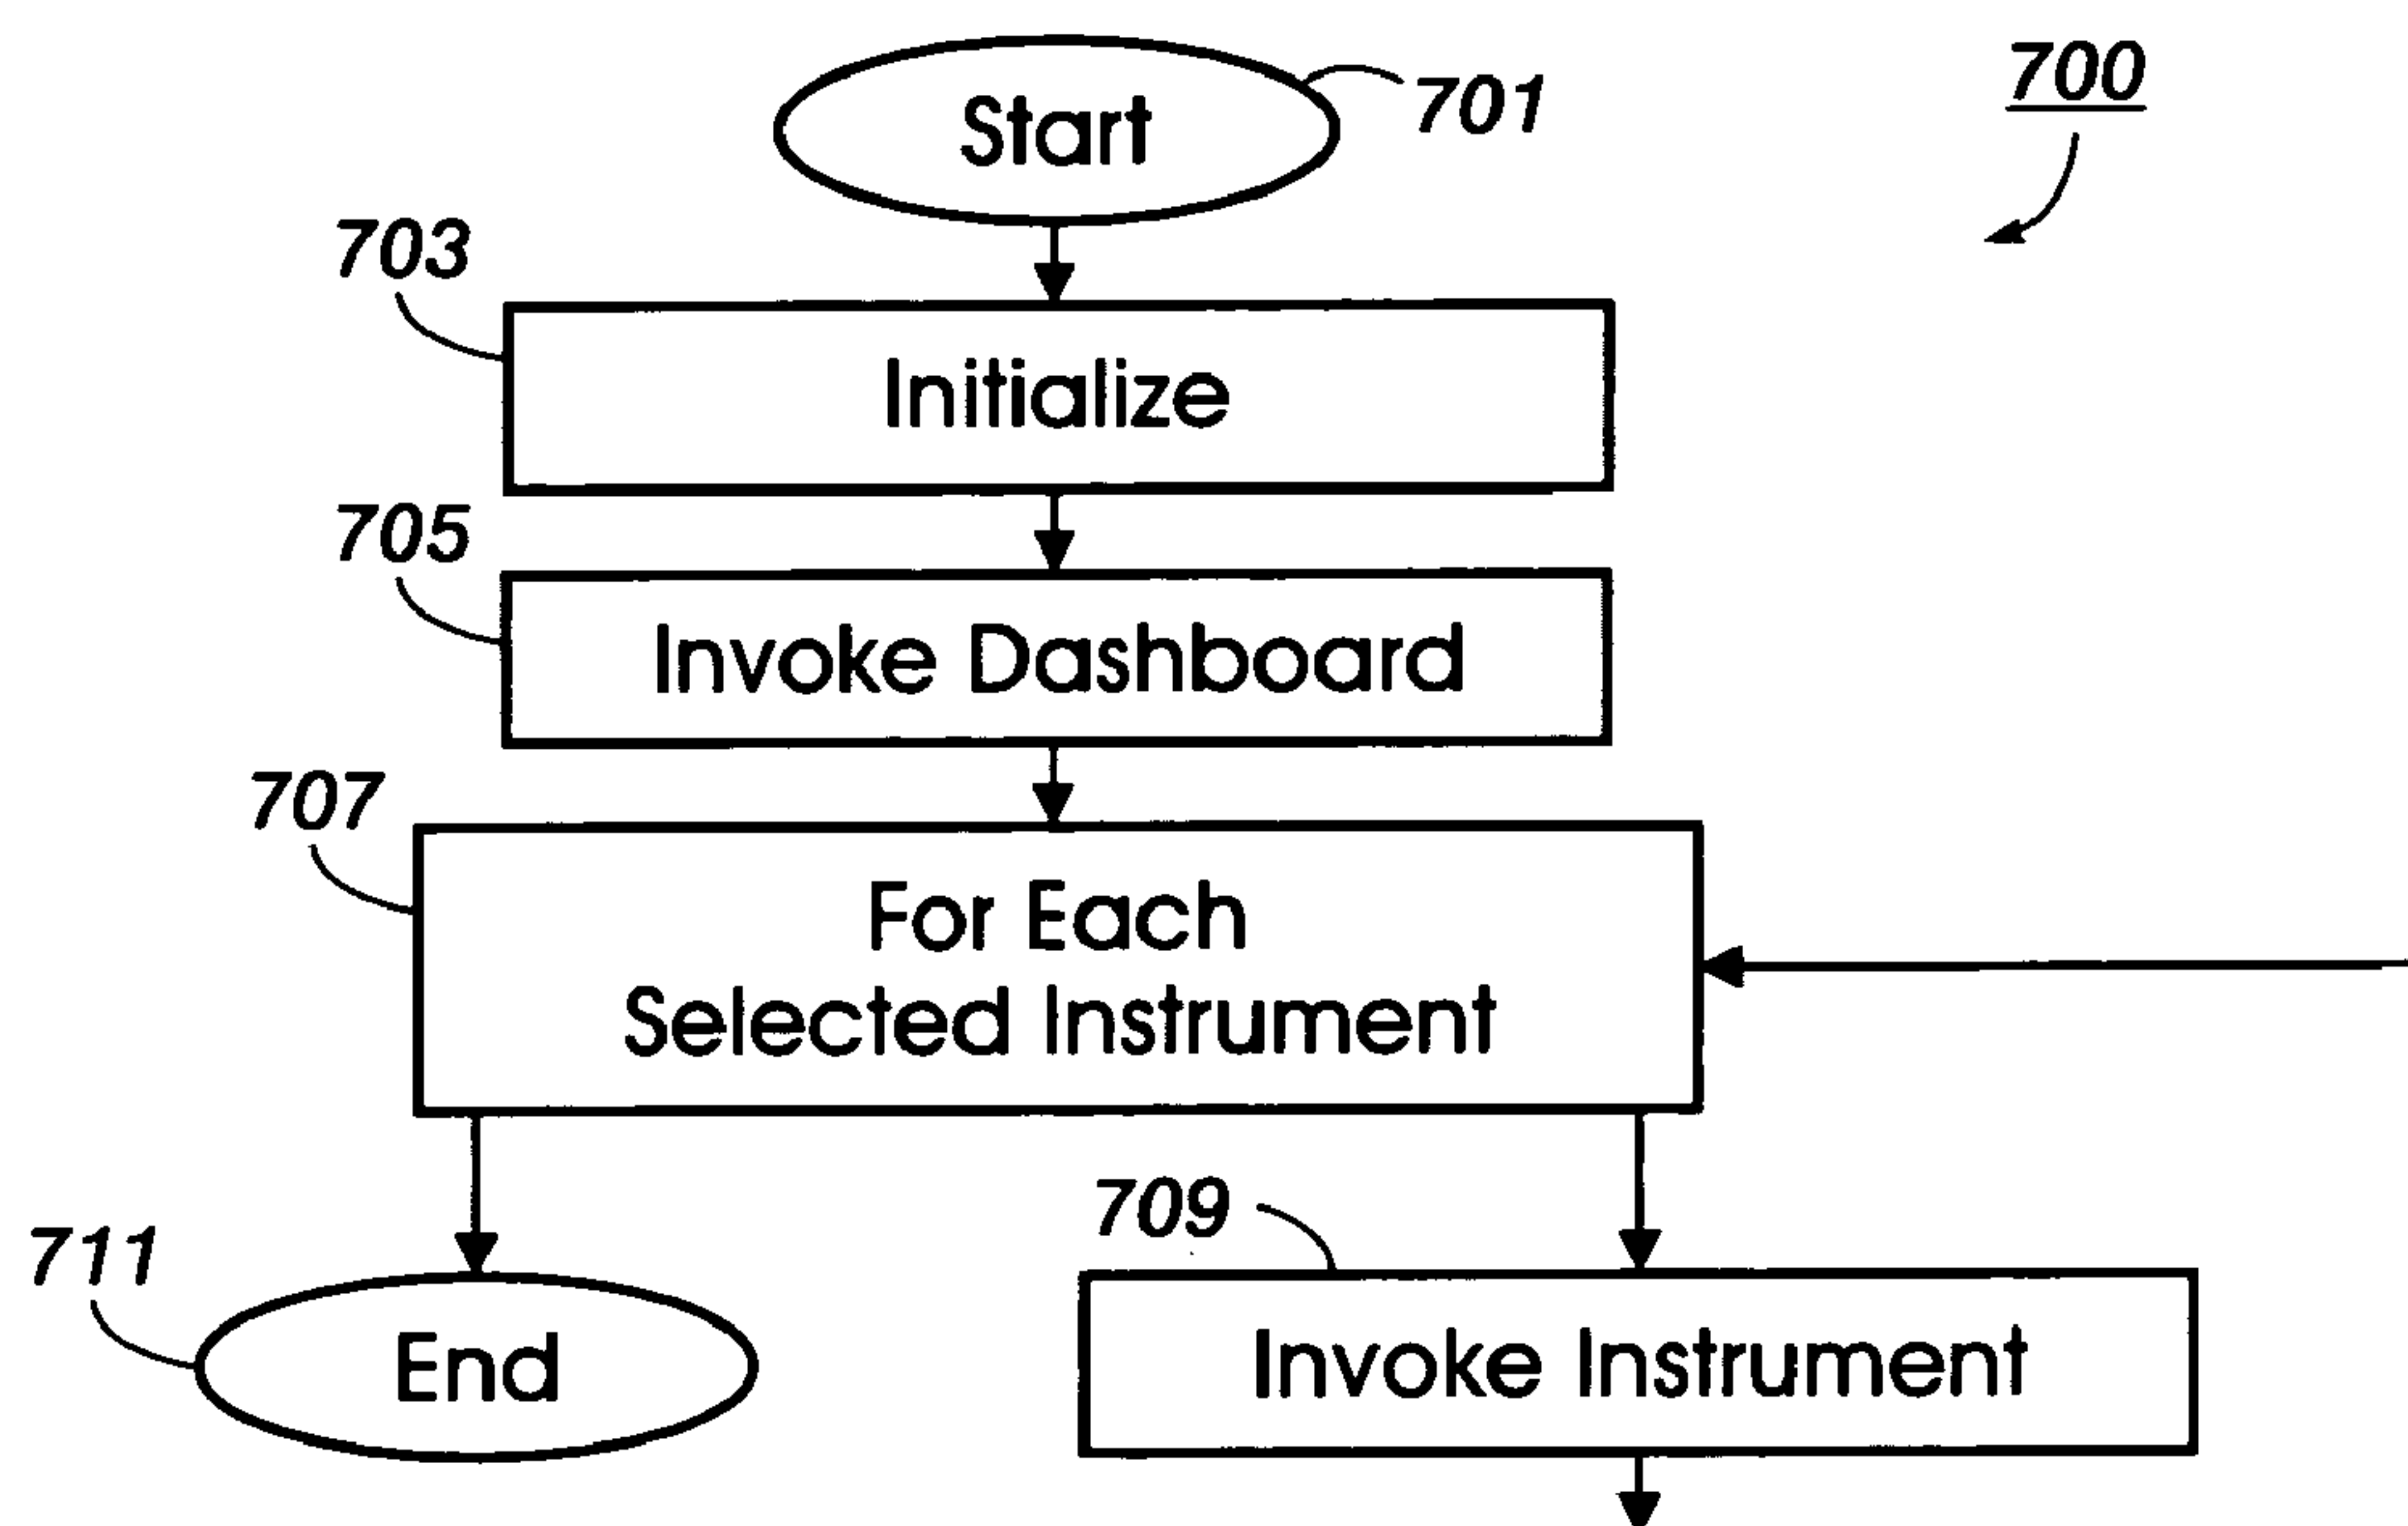 700
701
Start
703
Initialize
705
Invoke Dashboard
707
For Each
Selected Instrument
709
711
End
Invoke Instrument